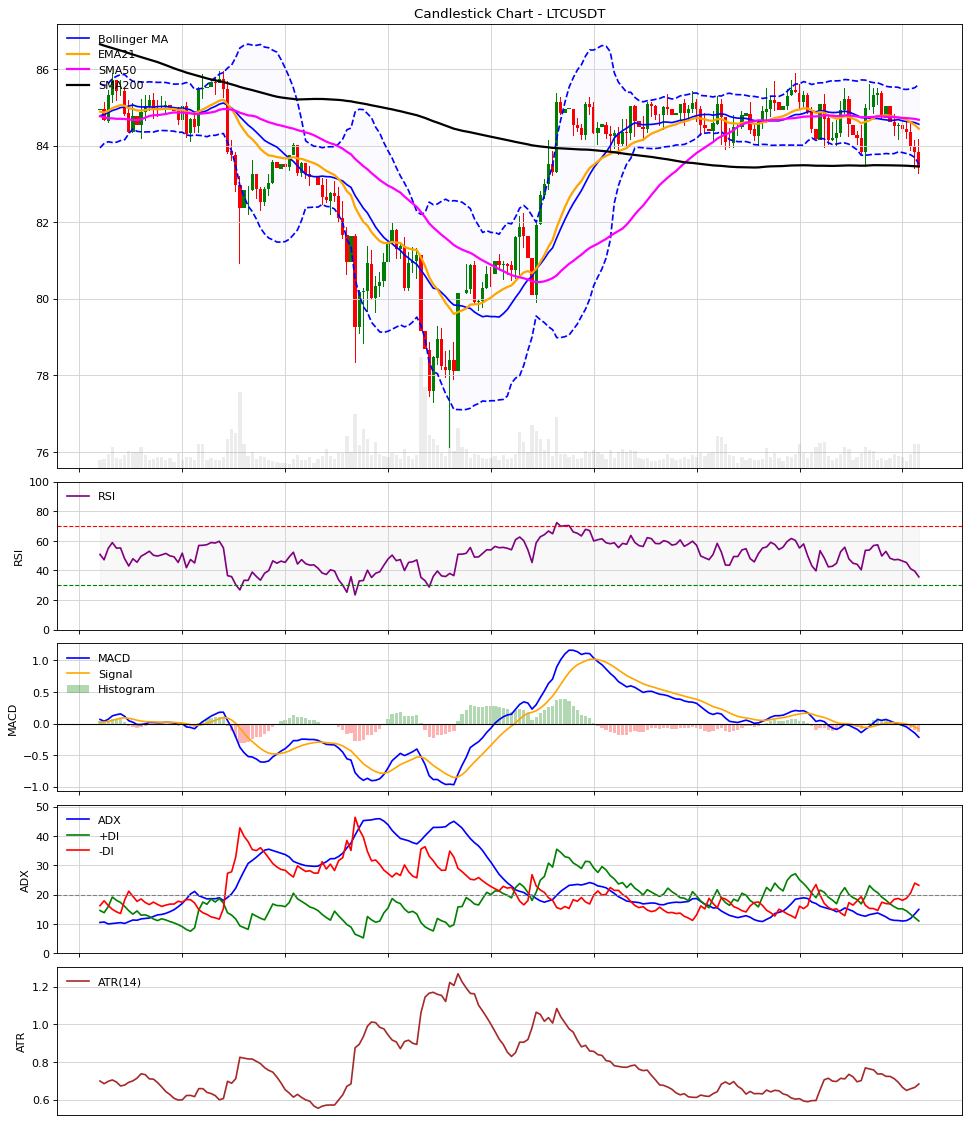 Candlestick Chart - LTCUSDT
Bollinger MA
EMA21
SMA50
SMA200
86
84
82
80
78
76
RSI
100
80
60
40
20
0
RSI
MACD
Signal
Histogram
1.0
0.5
0.0
−0.5
−1.0
MACD
ADX
+DI
-DI
50
40
30
20
10
0
ADX
ATR(14)
1.2
1.0
0.8
0.6
ATR